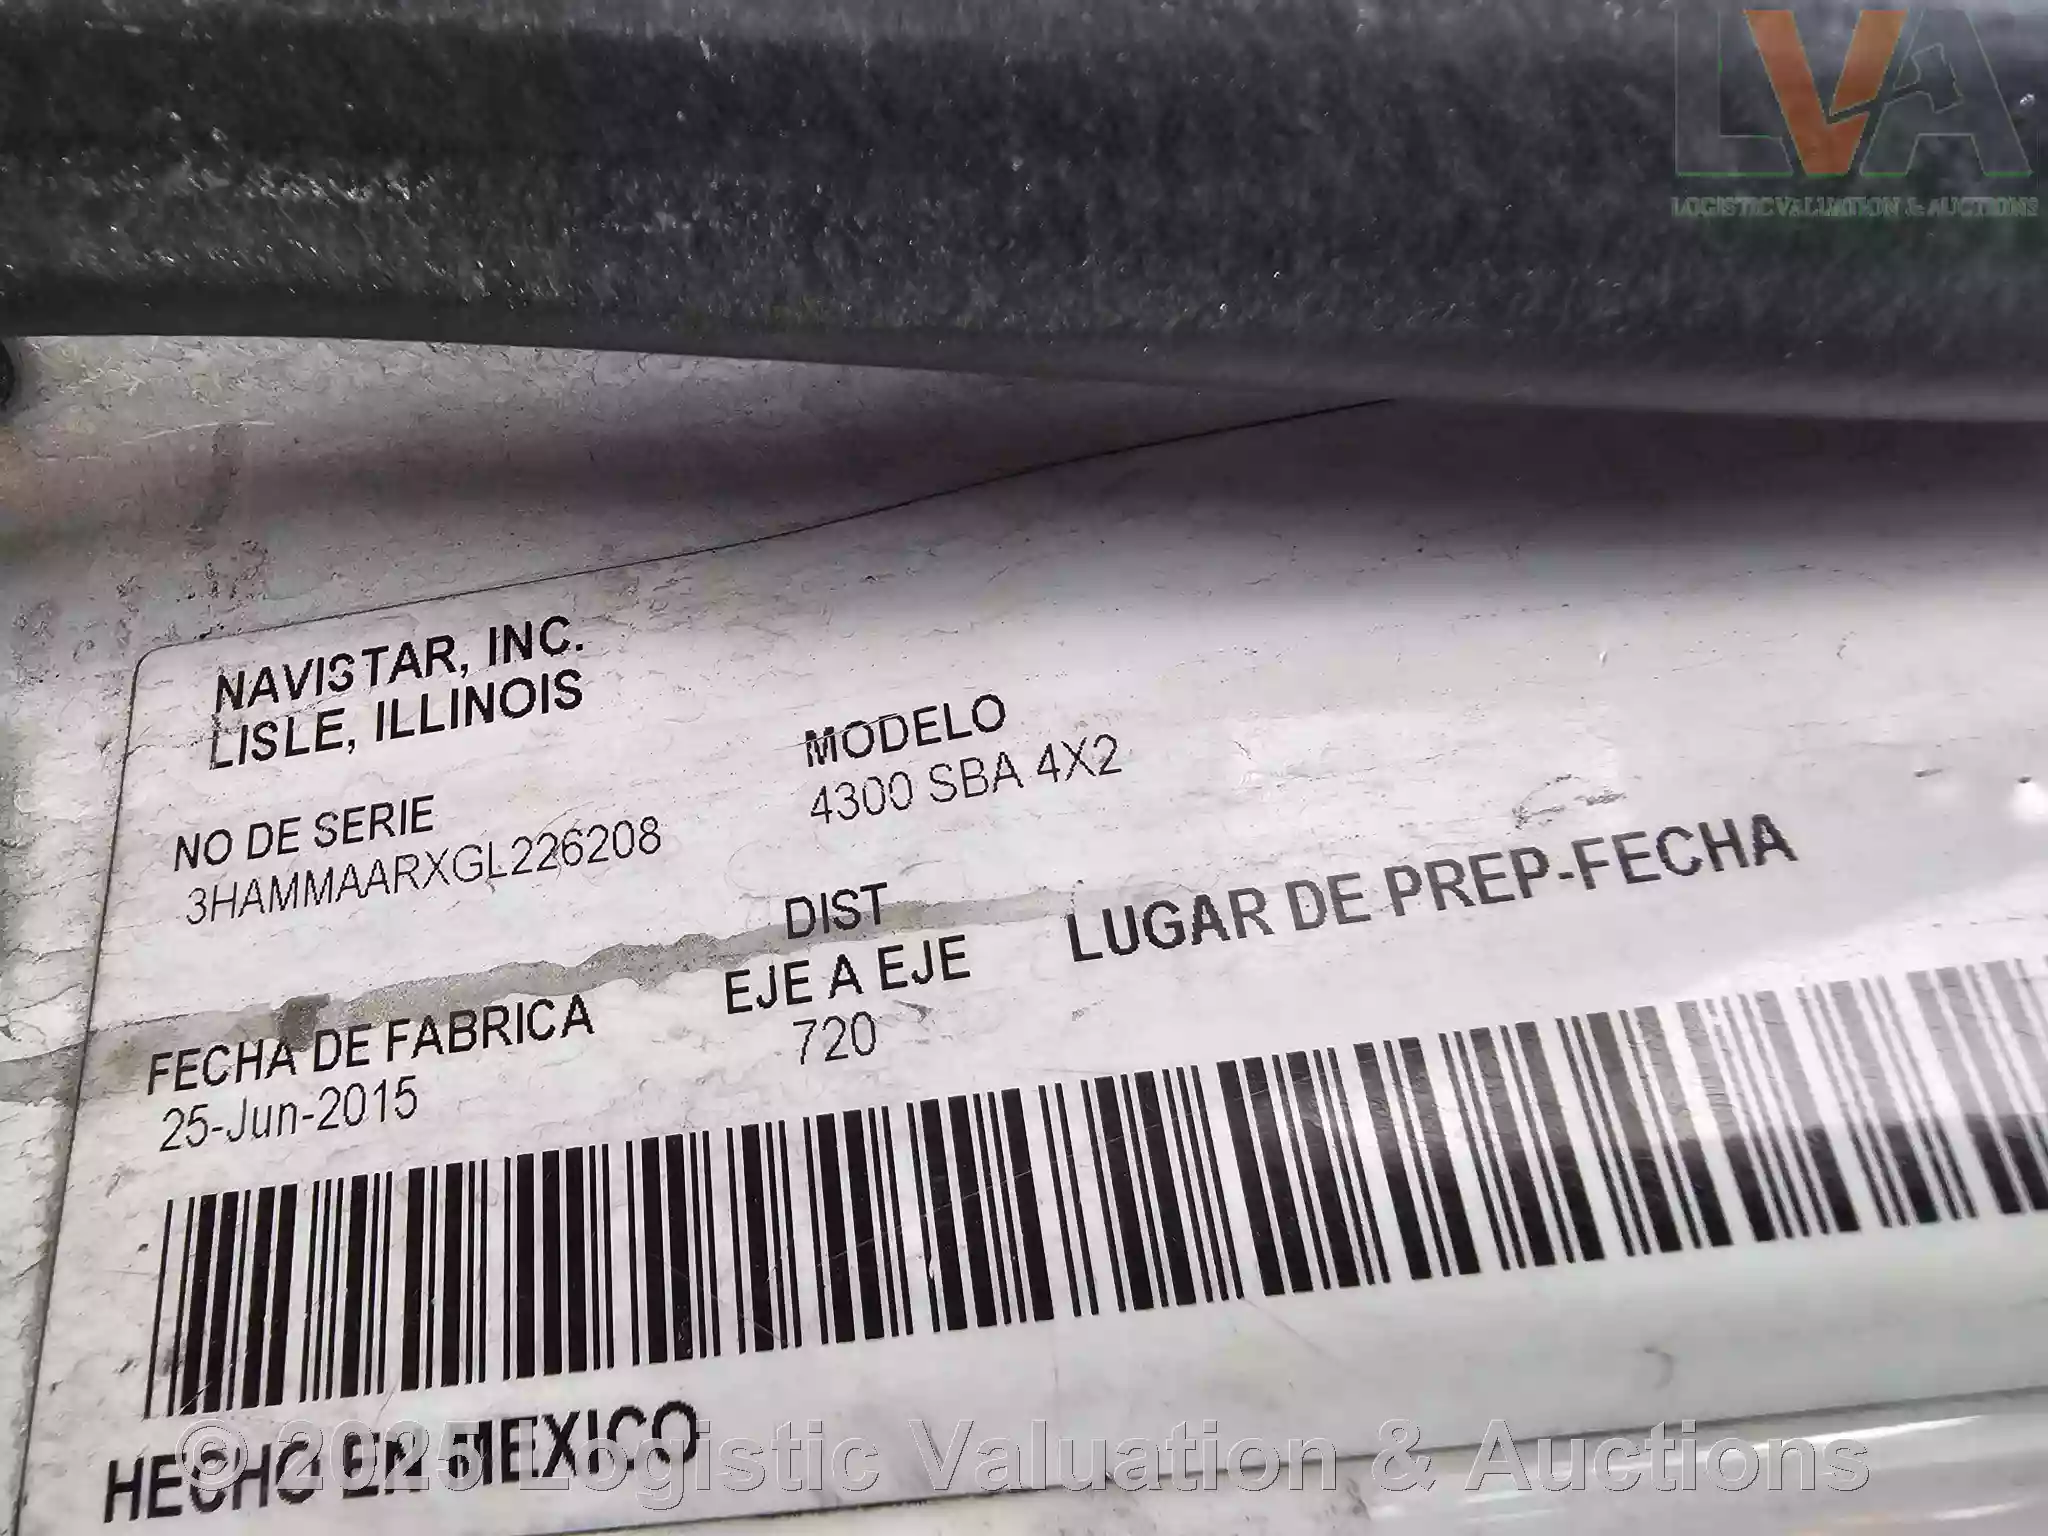 LVA
LOGISTIC VALUATION & AUCTIONS
NAVISTAR, INC.
LISLE, ILLINOIS
NO DE SERIE
3HAMMAARXGL226208
MODELO
4300 SBA 4X2
FECHA DE FABRICA
25-Jun-2015
DIST
EJE A EJE
720
LUGAR DE PREP-FECHA
HECHO EN MEXICO
© 2025 Logistic Valuation & Auctions